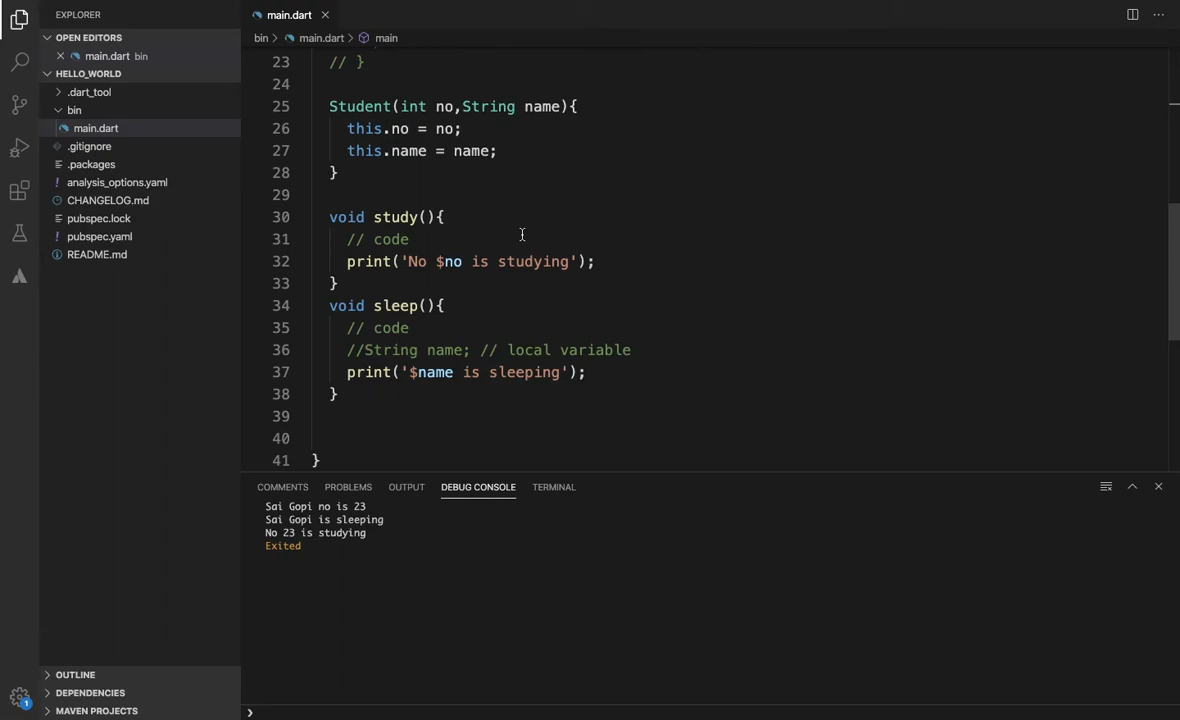 EXPLORER
OPEN EDITORS
main.dart bin
HELLO_WORLD
.dart_tool
bin
main.dart
.gitignore
.packages
! analysis_options.yaml
CHANGELOG.md
pubspec.lock
! pubspec.yaml
README.md
OUTLINE
DEPENDENCIES
MAVEN PROJECTS
1
main.dart
bin > main.dart > main
23 // }
24
25 Student(int no,String name){
26 this.no = no;
27 this.name = name;
28 }
29
30 void study(){
31 // code
32 print('No $no is studying');
33 }
34 void sleep(){
35 // code
36 //String name; // local variable
37 print('$name is sleeping');
38 }
39
40
41 }
COMMENTS PROBLEMS OUTPUT DEBUG CONSOLE TERMINAL
Sai Gopi no is 23
Sai Gopi is sleeping
No 23 is studying
Exited